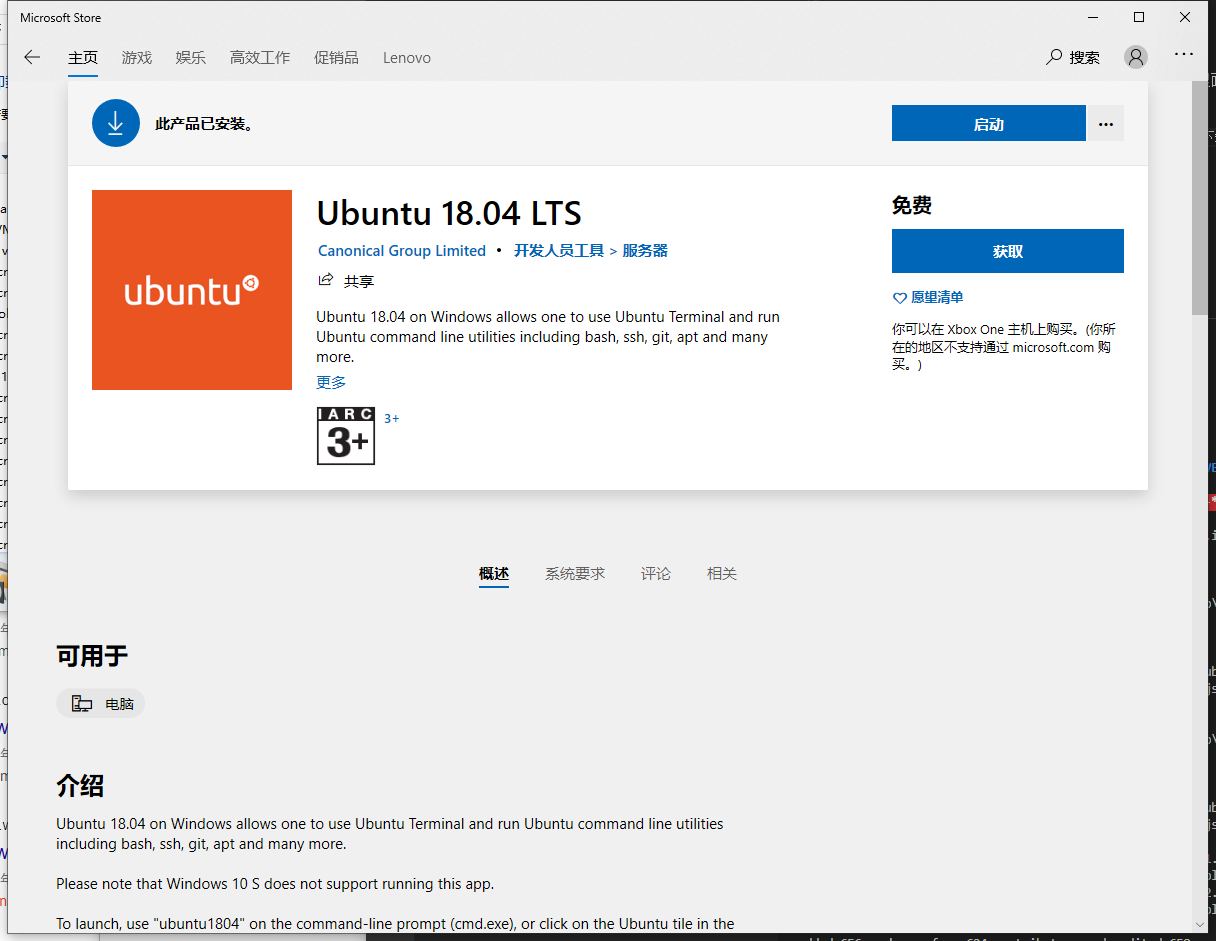 Microsoft Store
主页 游戏 娱乐 高效工作 促销品 Lenovo 搜索 ...
此产品已安装。 启动 ...
ubuntu
Ubuntu 18.04 LTS
Canonical Group Limited • 开发人员工具 > 服务器
共享
Ubuntu 18.04 on Windows allows one to use Ubuntu Terminal and run
Ubuntu command line utilities including bash, ssh, git, apt and many
more.
更多
IARC
3+
3+
免费
获取
愿望清单
你可以在 Xbox One 主机上购买。(你所
在的地区不支持通过 microsoft.com 购
买。)
概述 系统要求 评论 相关
可用于
电脑
介绍
Ubuntu 18.04 on Windows allows one to use Ubuntu Terminal and run Ubuntu command line utilities
including bash, ssh, git, apt and many more.
Please note that Windows 10 S does not support running this app.
To launch, use "ubuntu1804" on the command-line prompt (cmd.exe), or click on the Ubuntu tile in the